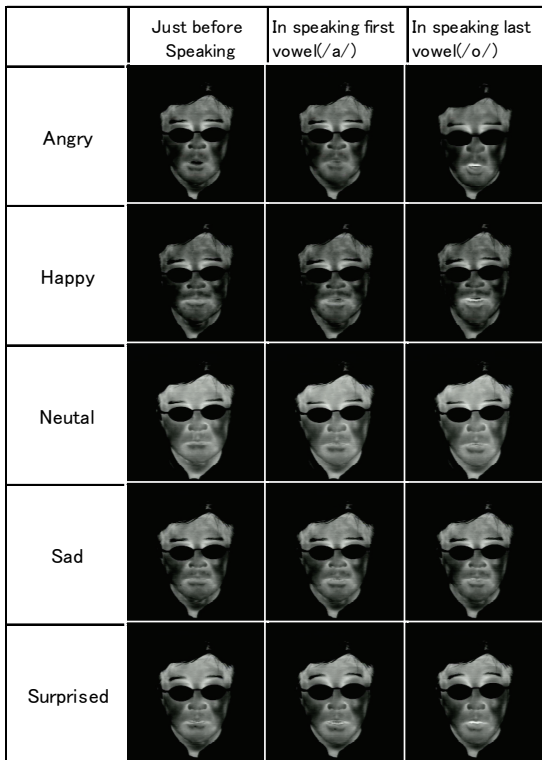 Just before
Speaking
In speaking first
vowel(/a/)
In speaking last
vowel(/o/)
Angry
Happy
Neutal
Sad
Surprised